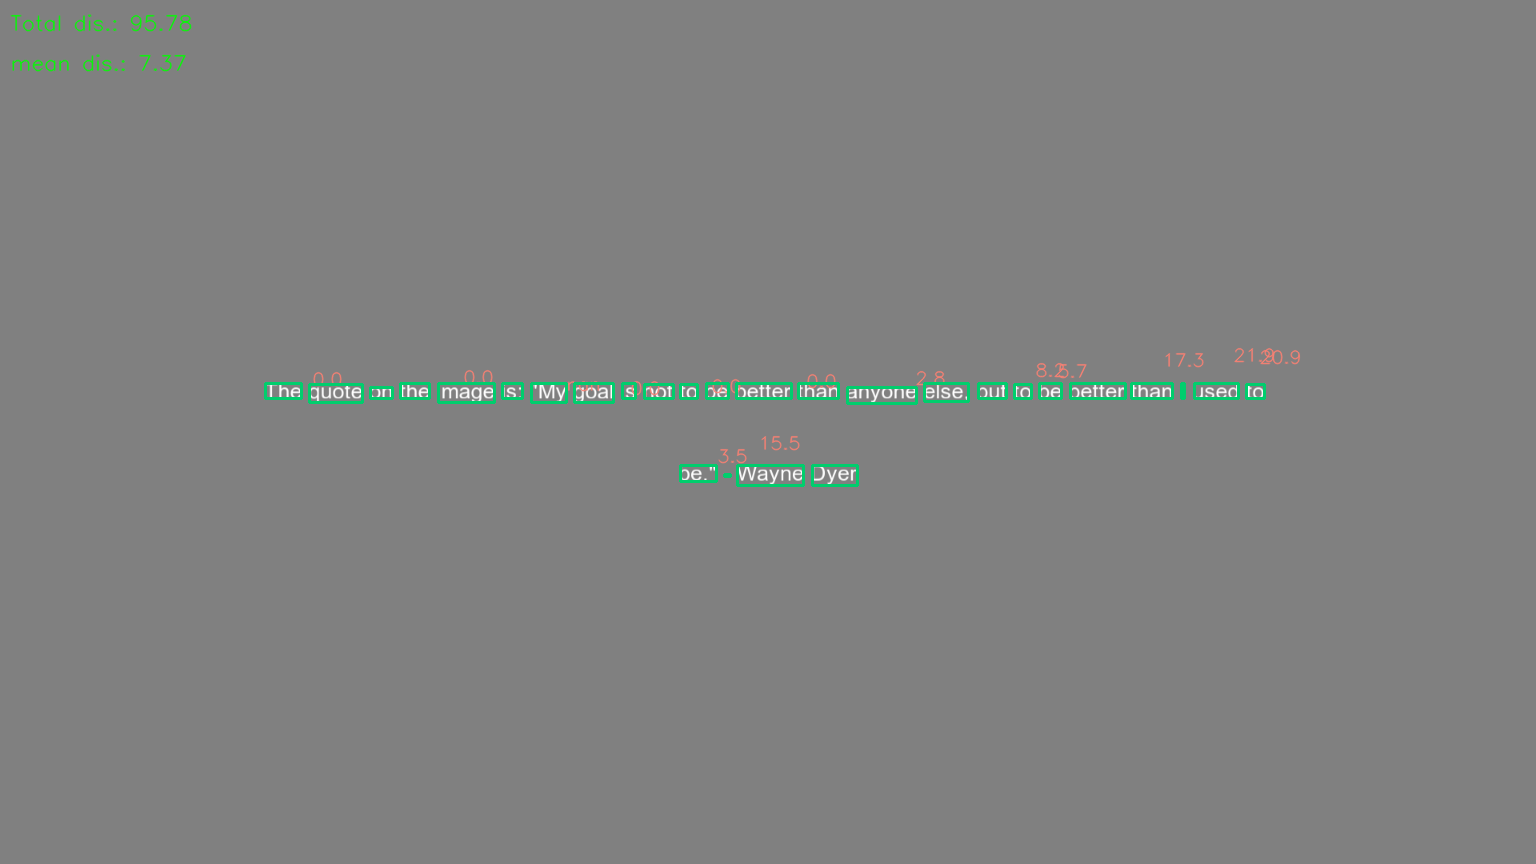 Total dis.: 95.78
mean dis.: 7.37
0.0 0.0 0.0 2.8 8.2 5.7 17.3 21.9 20.9
The quote on the image is: "My goal is not to be better than anyone else, but to be better than I used to
3.5 15.5
be." - Wayne Dyer